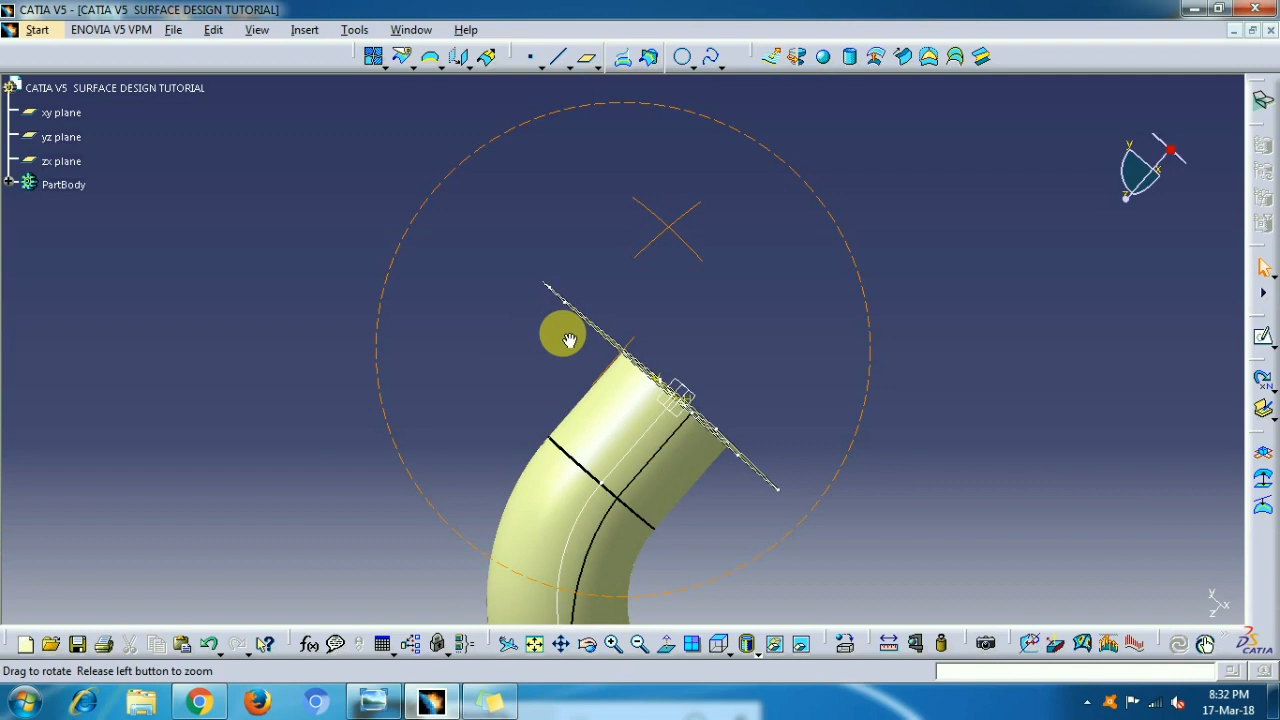 CATIA V5 - [CATIA V5  SURFACE DESIGN TUTORIAL]
Start ENOVIA V5 VPM File Edit View Insert Tools Window Help
CATIA V5  SURFACE DESIGN TUTORIAL
xy plane
yz plane
zx plane
PartBody
y
x
z
y
x
z
f(x)
CATIA
Drag to rotate  Release left button to zoom
8:32 PM
17-Mar-18